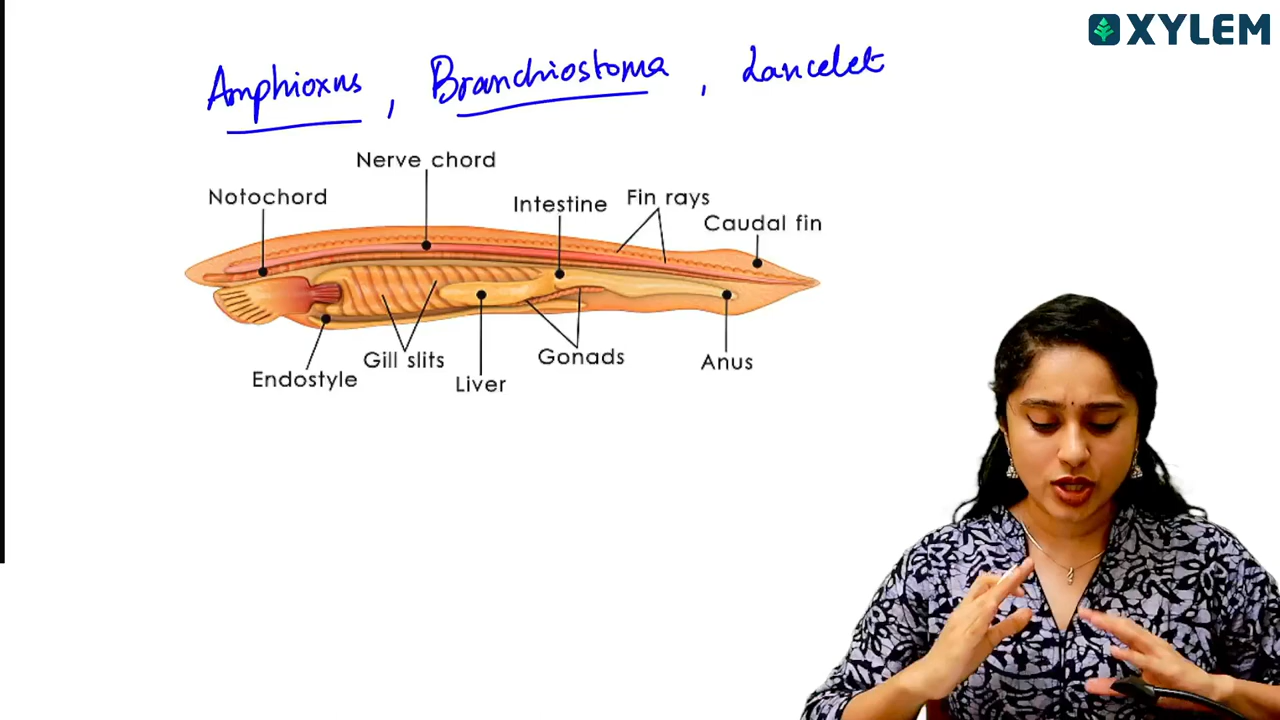 XYLEM
Amphioxus, Branchiostoma, Lancelet
Nerve chord
Notochord
Intestine
Fin rays
Caudal fin
Endostyle
Gill slits
Liver
Gonads
Anus